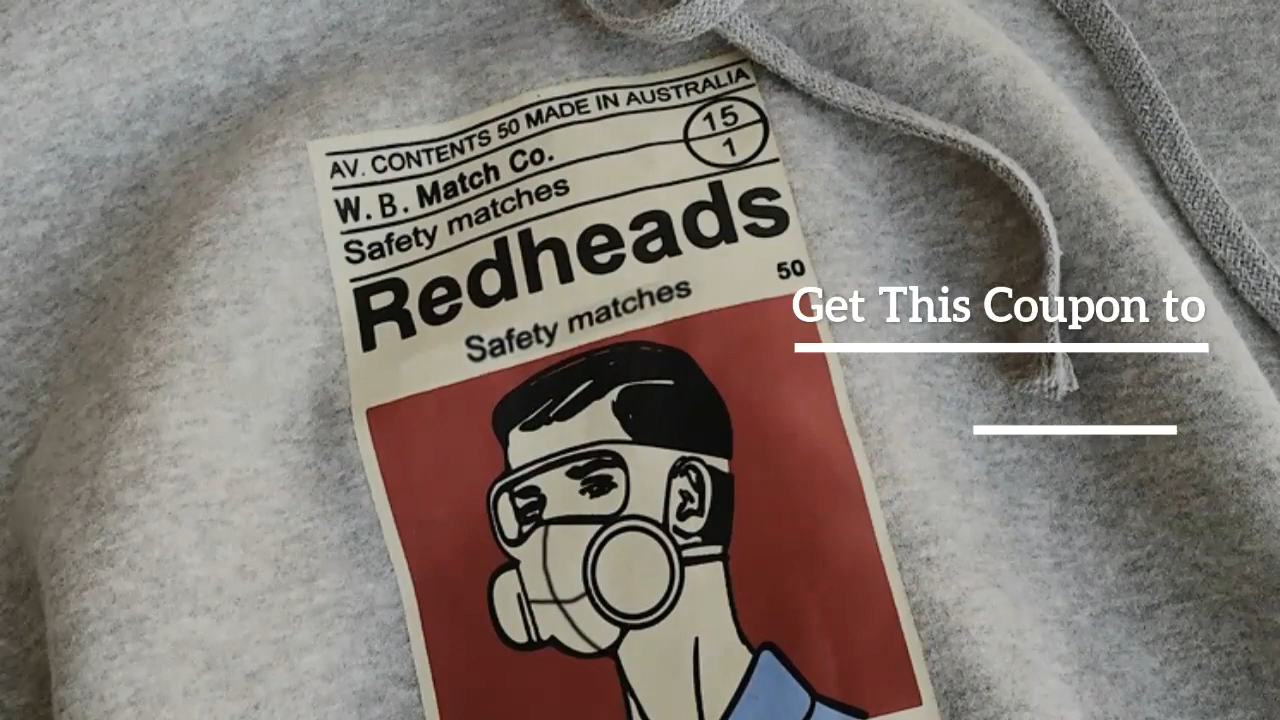 AV. CONTENTS 50 MADE IN AUSTRALIA
W. B. Match Co.
15
1
Safety matches
Redheads
50
Safety matches
Get This Coupon to